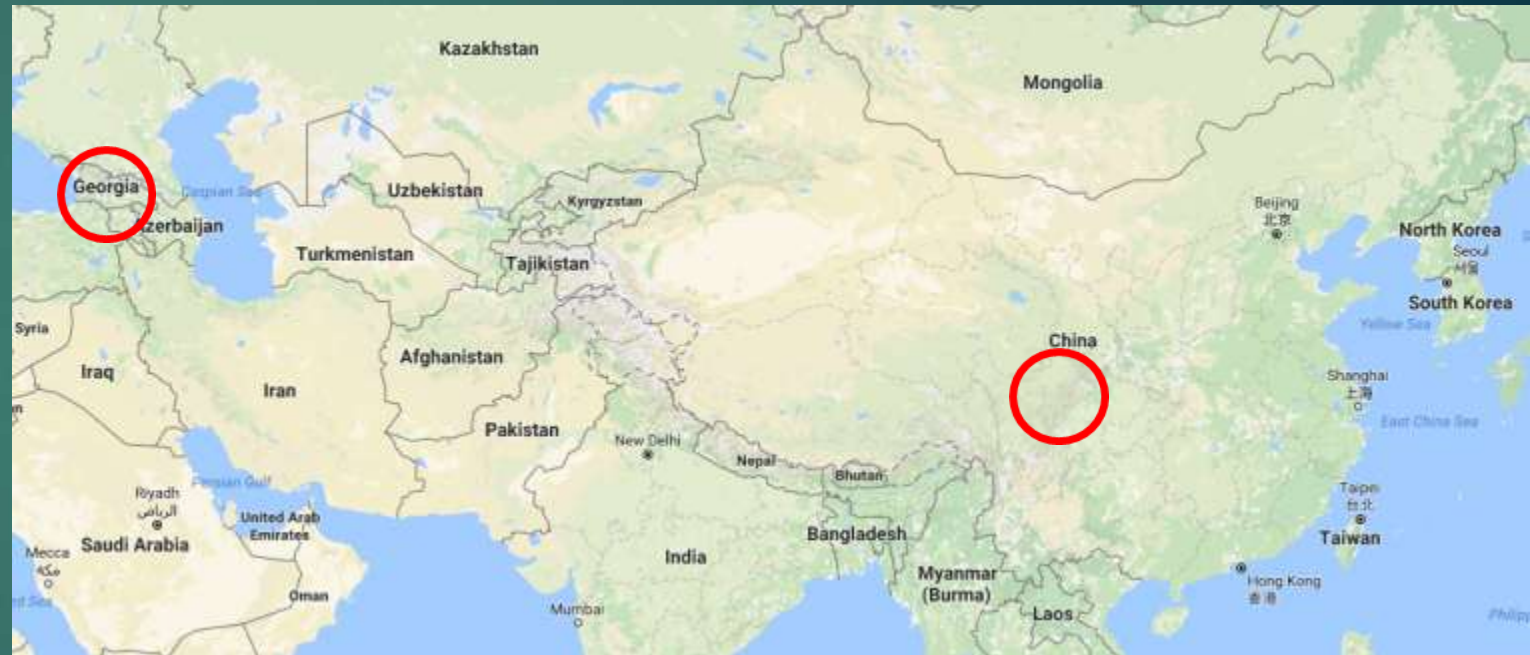 Kazakhstan
Mongolia
Georgia
Caspian Sea
Uzbekistan
Kyrgyzstan
Beijing
北京
Azerbaijan
North Korea
Turkmenistan
Tajikistan
Seoul
서울
South Korea
Syria
Yellow Sea
China
Afghanistan
Iraq
Iran
Shanghai
上海
East China Sea
Pakistan
New Delhi
Nepal
Bhutan
Persian Gulf
Riyadh
الرياض
United Arab
Emirates
Taipei
台北
Bangladesh
Taiwan
Saudi Arabia
Mecca
مكة
India
Myanmar
(Burma)
Hong Kong
香港
Oman
Mumbai
Laos